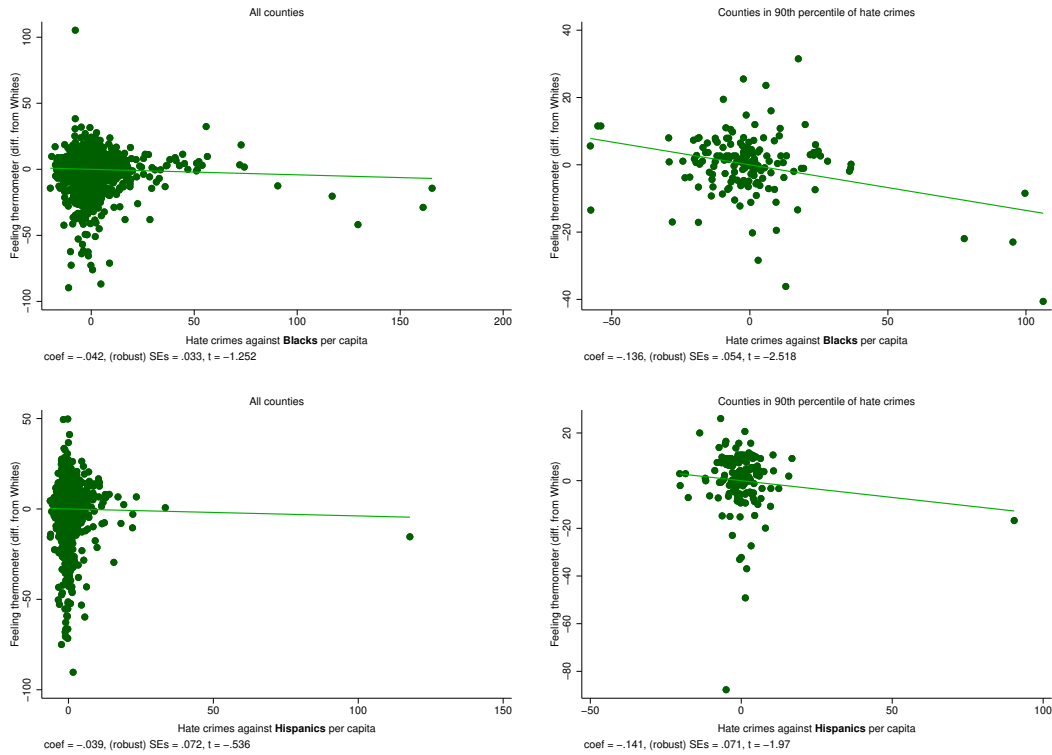 All counties
Feeling thermometer (diff. from Whites)
100
50
0
−50
−100
0 50 100 150 200
Hate crimes against Blacks per capita
coef = −.042, (robust) SEs = .033, t = −1.252
Counties in 90th percentile of hate crimes
Feeling thermometer (diff. from Whites)
40
20
0
−20
−40
−50 0 50 100
Hate crimes against Blacks per capita
coef = −.136, (robust) SEs = .054, t = −2.518
All counties
Feeling thermometer (diff. from Whites)
50
0
−50
−100
0 50 100 150
Hate crimes against Hispanics per capita
coef = −.039, (robust) SEs = .072, t = −.536
Counties in 90th percentile of hate crimes
Feeling thermometer (diff. from Whites)
20
0
−20
−40
−60
−80
−50 0 50 100
Hate crimes against Hispanics per capita
coef = −.141, (robust) SEs = .071, t = −1.97